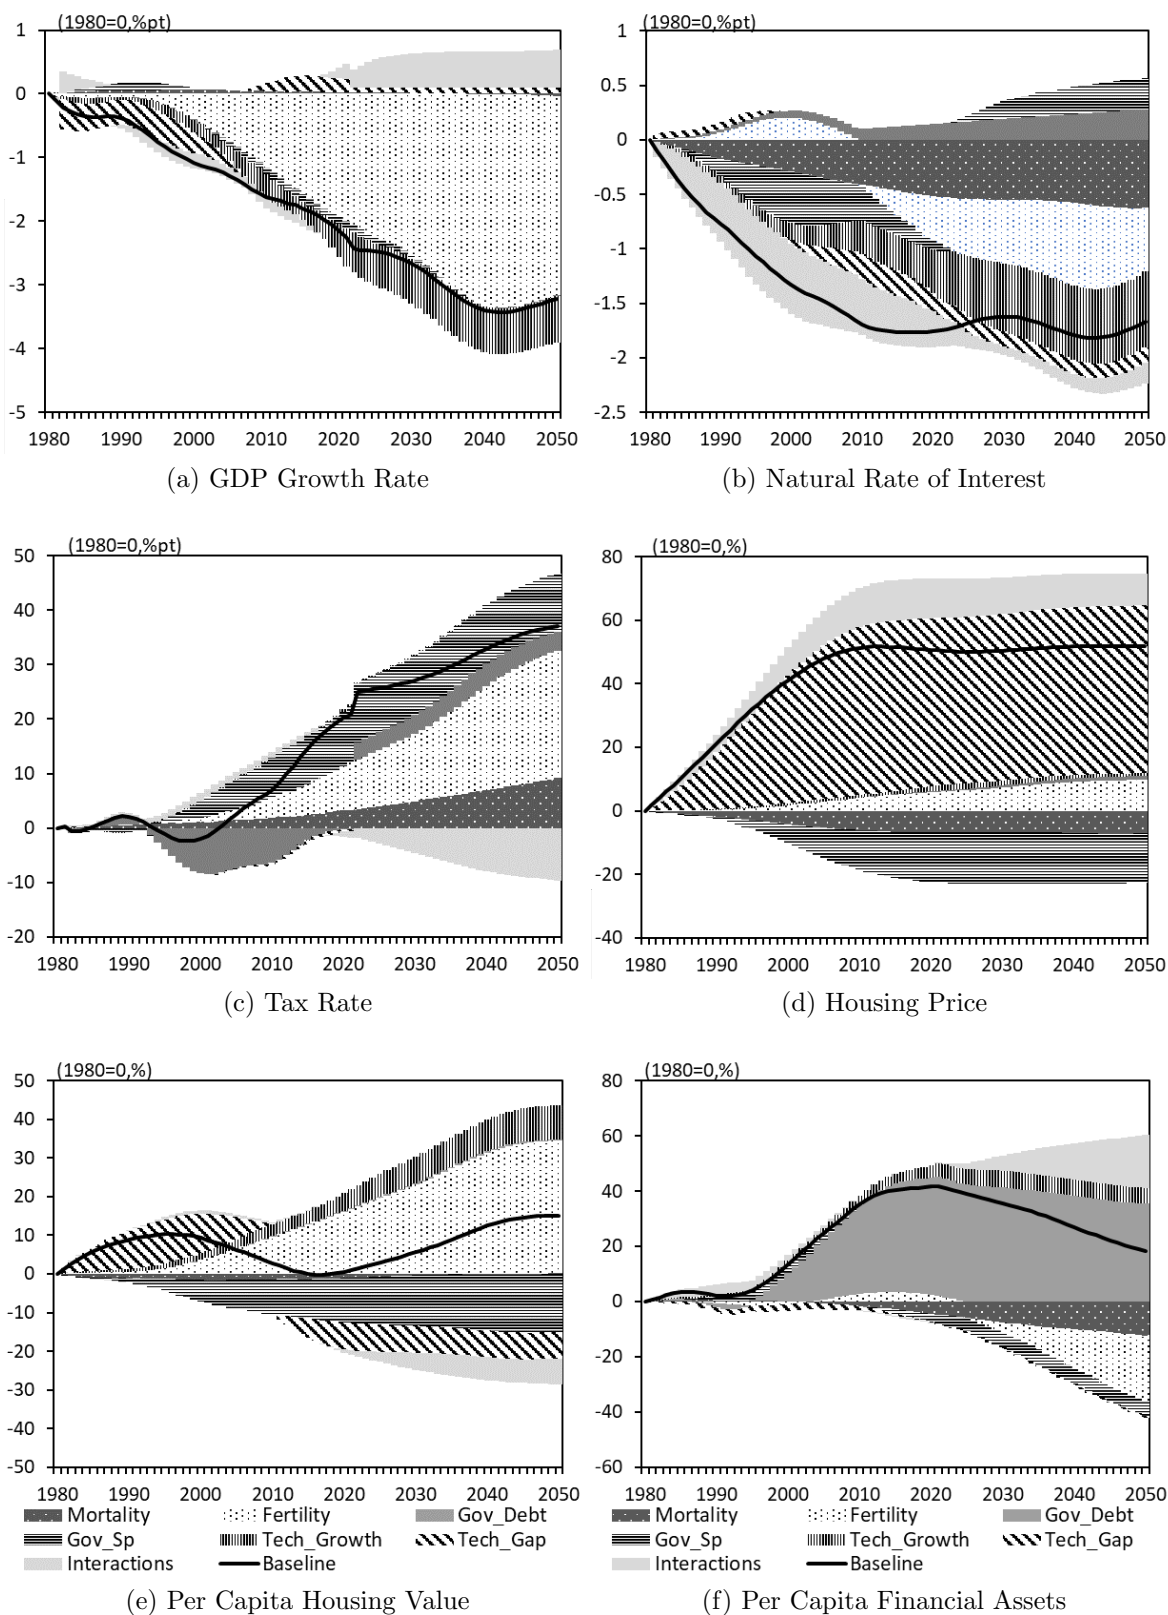 (1980=0,%pt)
1
0
-1
-2
-3
-4
-5
1980 1990 2000 2010 2020 2030 2040 2050
(a) GDP Growth Rate
(1980=0,%pt)
1
0.5
0
-0.5
-1
-1.5
-2
-2.5
1980 1990 2000 2010 2020 2030 2040 2050
(b) Natural Rate of Interest
(1980=0,%pt)
50
40
30
20
10
0
-10
-20
1980 1990 2000 2010 2020 2030 2040 2050
(c) Tax Rate
(1980=0,%)
80
60
40
20
0
-20
-40
1980 1990 2000 2010 2020 2030 2040 2050
(d) Housing Price
(1980=0,%)
50
40
30
20
10
0
-10
-20
-30
-40
-50
1980 1990 2000 2010 2020 2030 2040 2050
Mortality Fertility Gov_Debt
Gov_Sp Tech_Growth Tech_Gap
Interactions Baseline
(e) Per Capita Housing Value
(1980=0,%)
80
60
40
20
0
-20
-40
-60
1980 1990 2000 2010 2020 2030 2040 2050
Mortality Fertility Gov_Debt
Gov_Sp Tech_Growth Tech_Gap
Interactions Baseline
(f) Per Capita Financial Assets